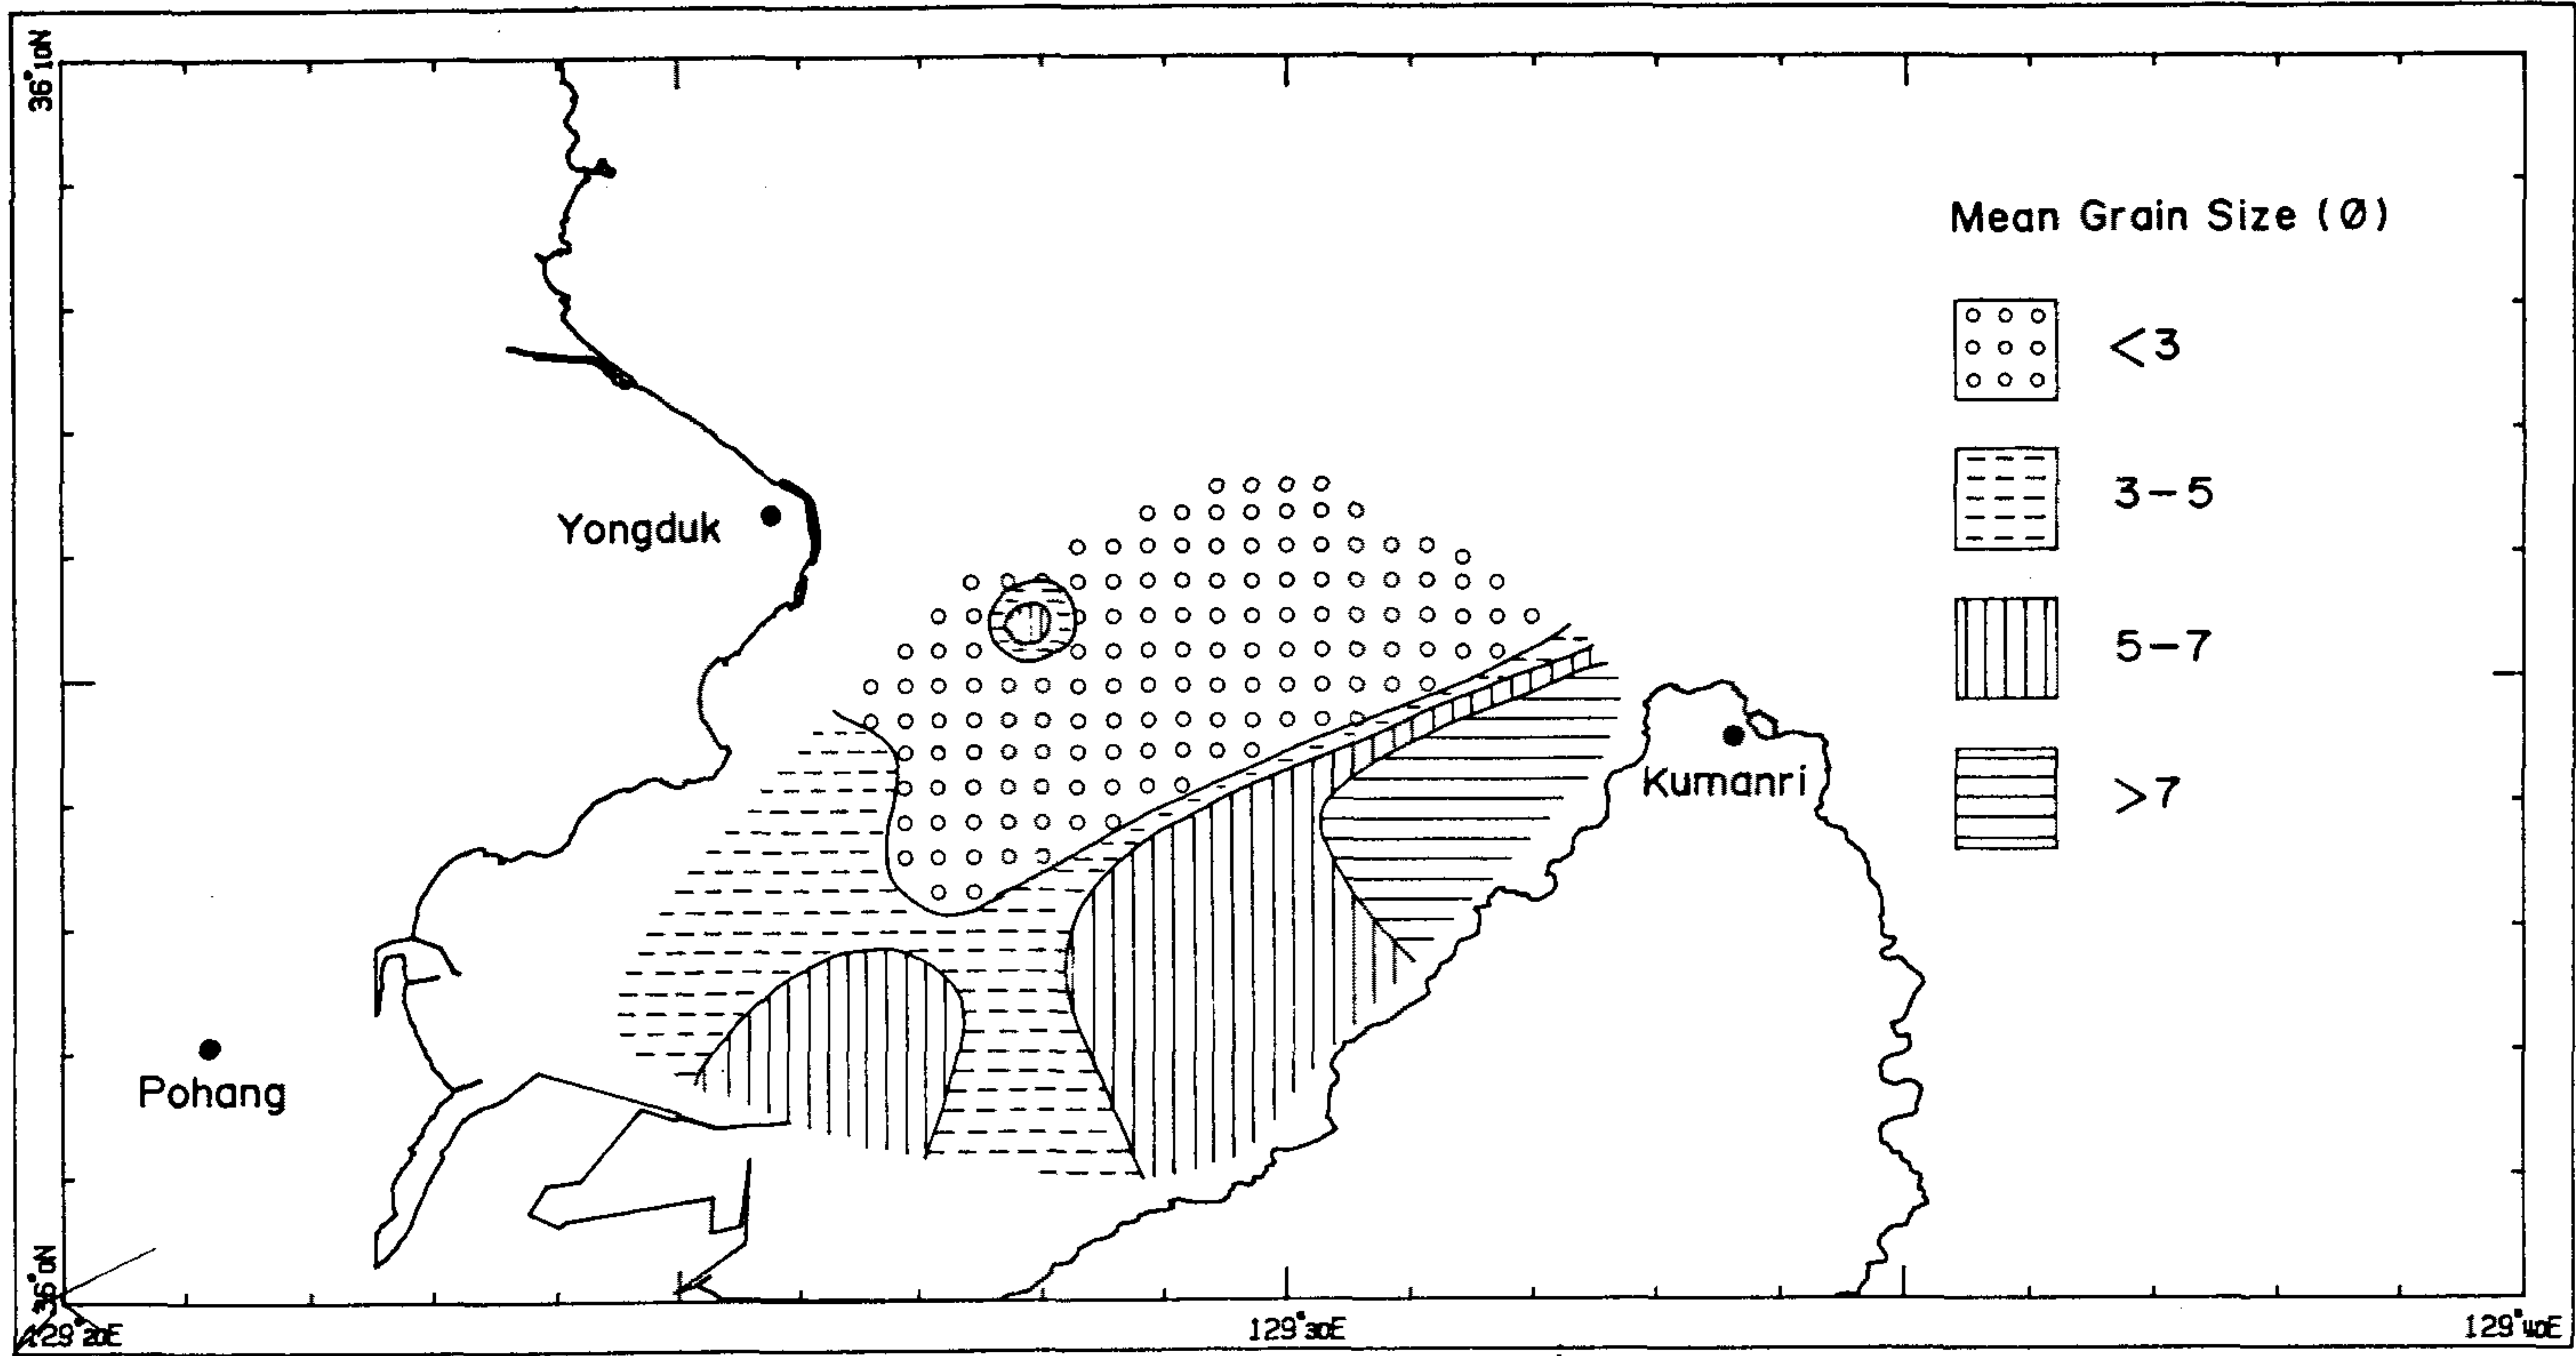 36°10N
Mean Grain Size (Ø)
<3
3-5
Yongduk
5-7
Kumanri
>7
Pohang
36°0N
129°20E
129°30E
129°40E